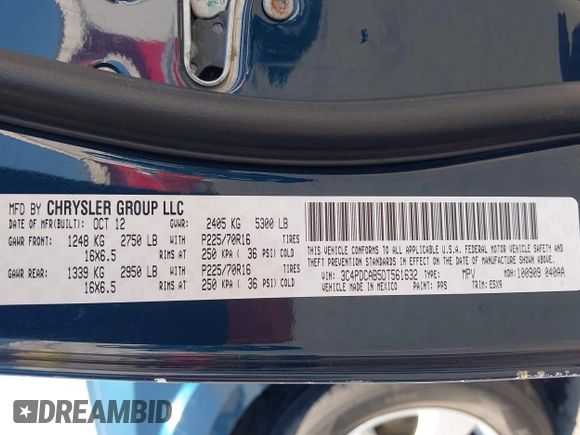 MFD BY CHRYSLER GROUP LLC
DATE OF MFR(BUILT): OCT 12 GVWR: 2405 KG 5300 LB
GAWR FRONT: 1248 KG 2750 LB WITH P225/70R16 TIRES
16X6.5 RIMS AT 250 KPA ( 36 PSI) COLD
GAWR REAR: 1339 KG 2950 LB WITH P225/70R16 TIRES
16X6.5 RIMS AT 250 KPA ( 36 PSI) COLD
THIS VEHICLE CONFORMS TO ALL APPLICABLE U.S.A. FEDERAL MOTOR VEHICLE SAFETY, BUMPER,
AND THEFT PREVENTION STANDARDS IN EFFECT ON THE DATE OF MANUFACTURE SHOWN ABOVE.
VIN: 3C4PDCAB5DT561632 TYPE: MPV MDH:100909 040AA
VEHICLE MADE IN MEXICO PAINT: PPS TRIM: E5X9
DREAMBID